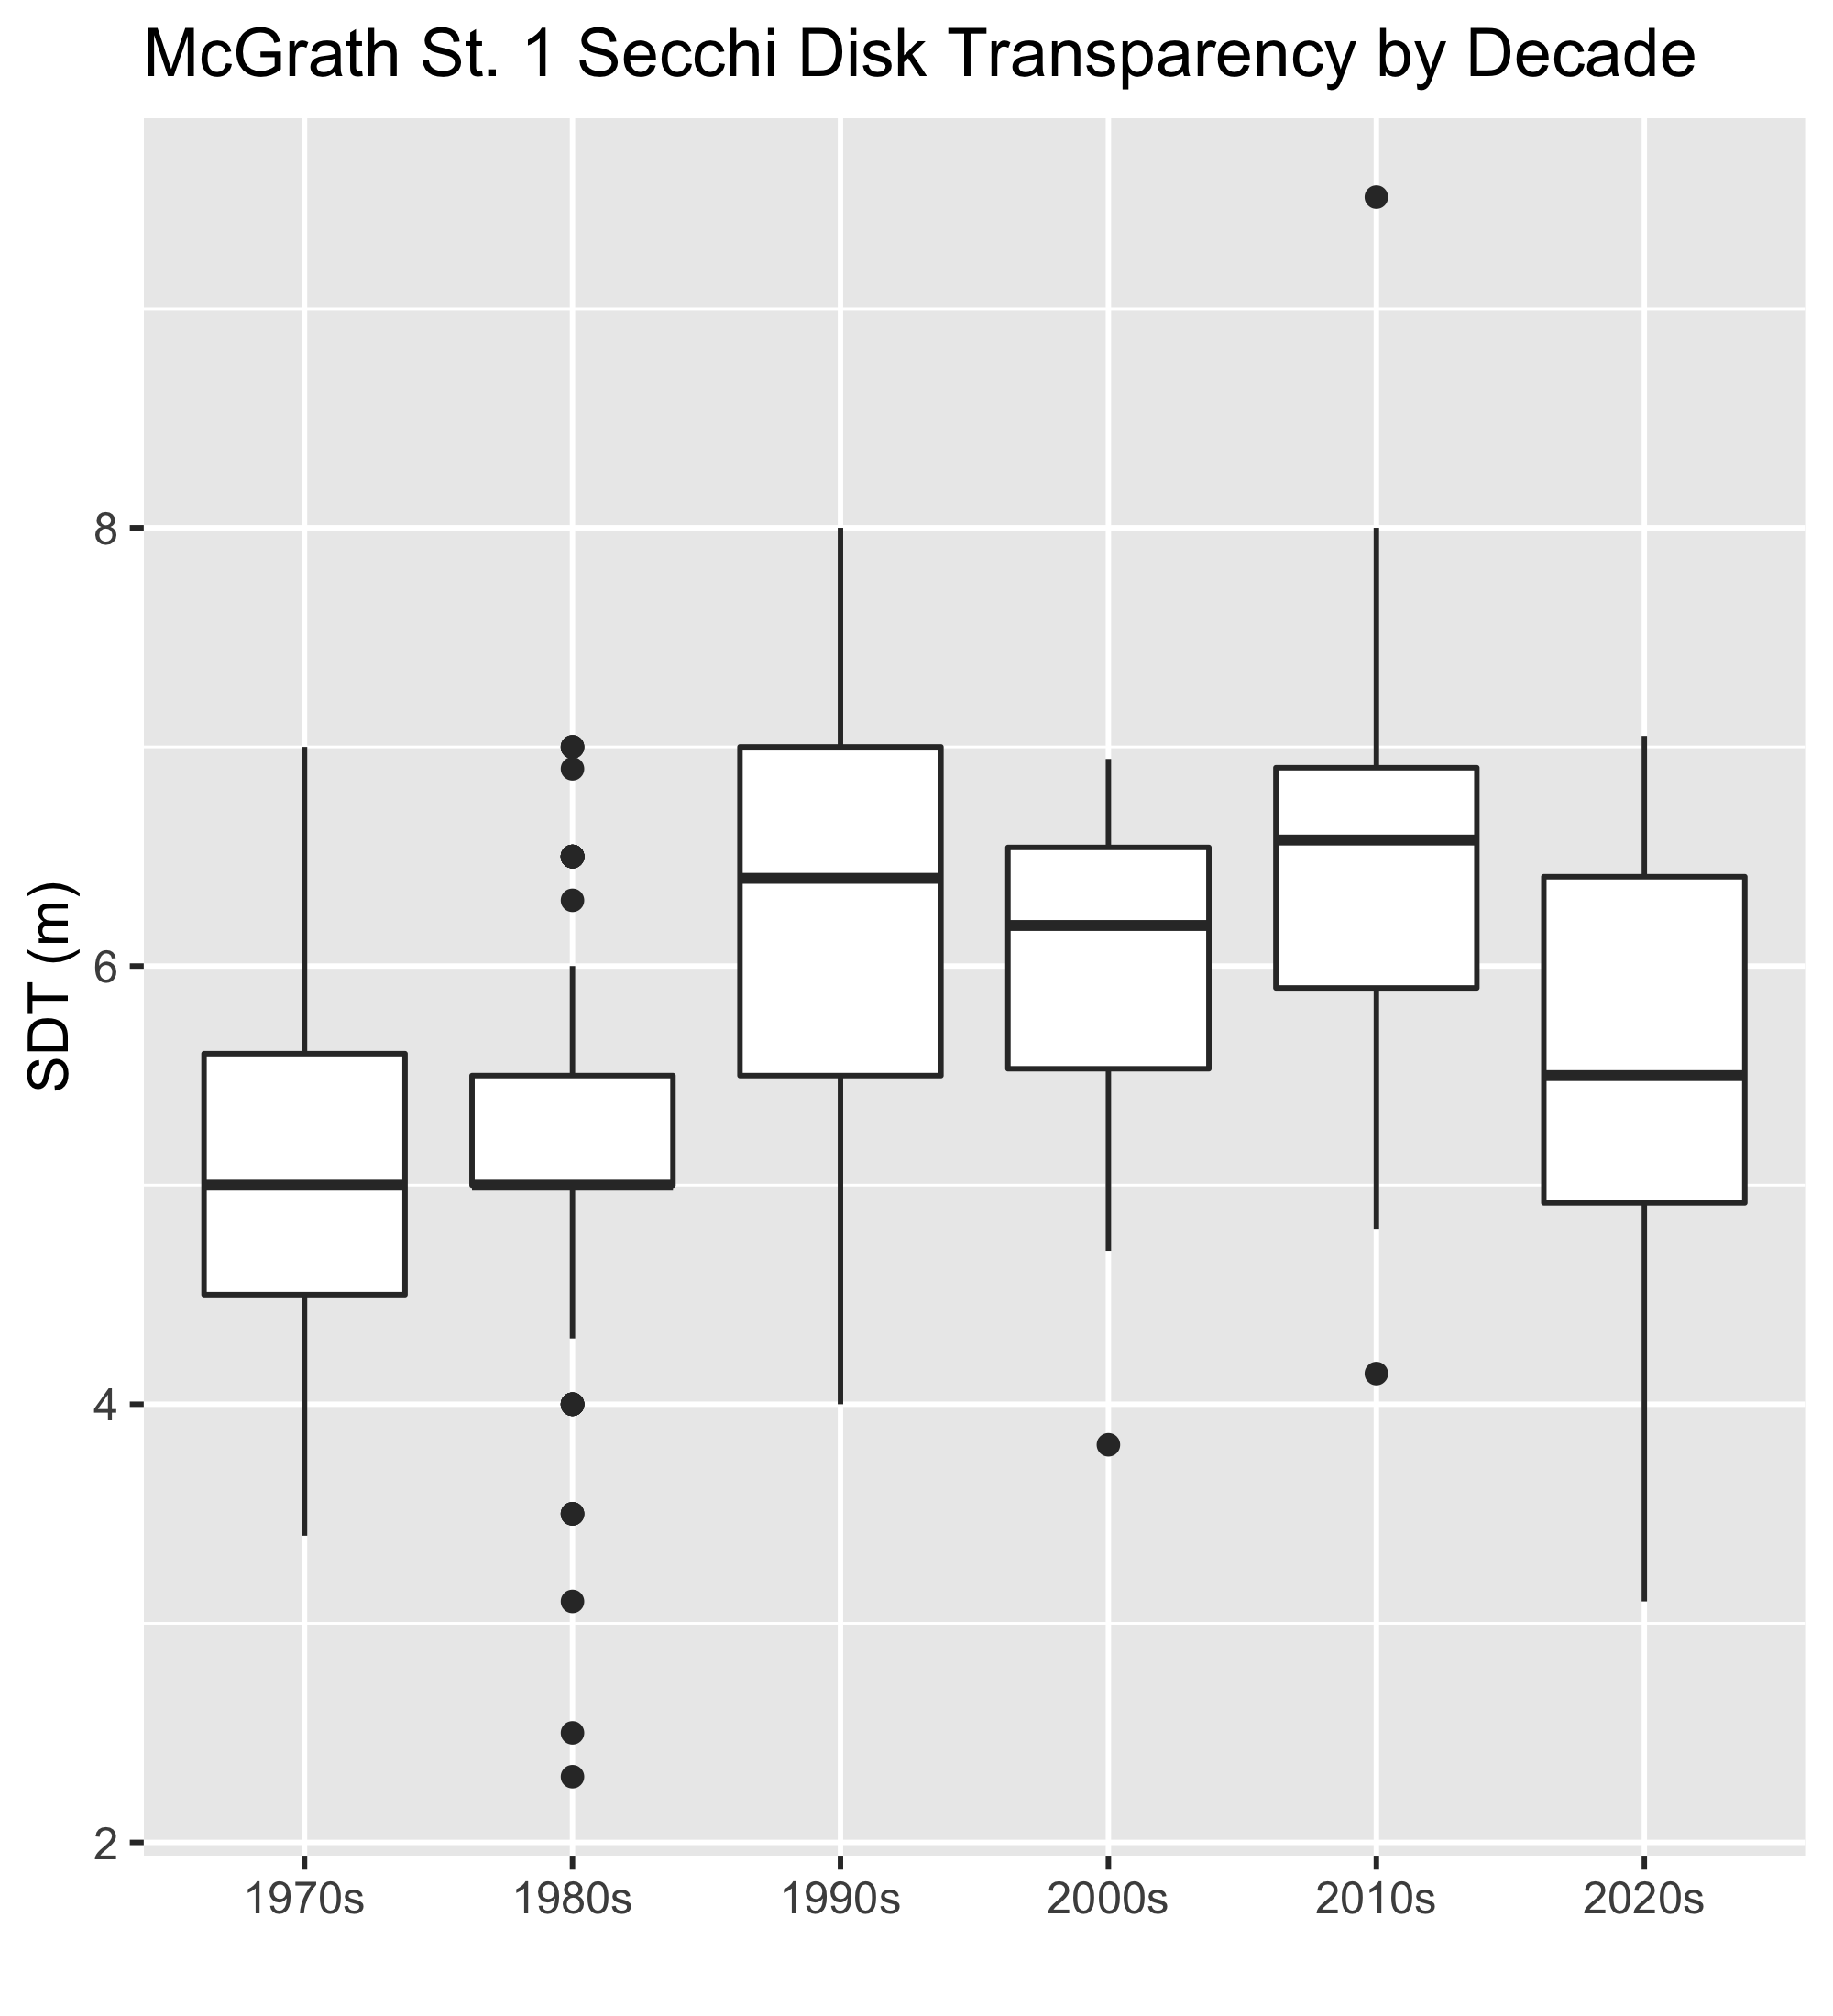 McGrath St. 1 Secchi Disk Transparency by Decade
SDT (m)
8
6
4
2
1970s 1980s 1990s 2000s 2010s 2020s